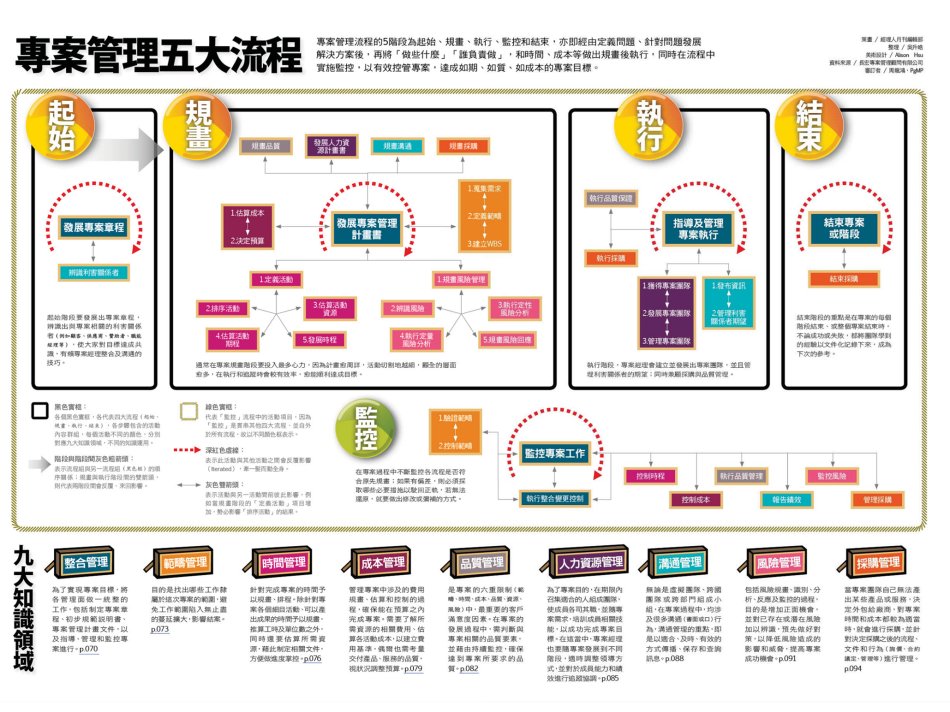 專案管理五大流程
專案管理流程的5階段為起始、規畫、執行、監控和結束，亦即經由定義問題、針對問題發展
解決方案後，再將「做些什麼」「誰負責做」，和時間、成本等做出規畫後執行，同時在流程中
實施監控，以有效控管專案，達成如期、如質、如成本的專案目標。
策畫／經理人月刊編輯部
整理／吳升皓
美術設計／Alison Hsu
資料來源／長宏專案管理顧問有限公司
審訂者／周龍鴻，PgMP
起始
發展專案章程
辨識利害關係者
起始階段要發展出專案章程，
辨識出與專案相關的利害關係
者（例如顧客、供應商、贊助者、職能
經理等），使大家對目標達成共
識，有賴專案經理整合及溝通的
技巧。
規畫
規畫品質
發展人力資
源計畫書
規畫溝通
規畫採購
1.估算成本
2.決定預算
發展專案管理
計畫書
1.蒐集需求
2.定義範疇
3.建立WBS
1.定義活動
2.排序活動
3.估算活動
資源
4.估算活動
期程
5.發展時程
1.規畫風險管理
2.辨識風險
3.執行定性
風險分析
4.執行定量
風險分析
5.規畫風險回應
通常在專案規畫階段要投入最多心力，因為計畫愈周詳，活動切割地越細，觀全的層面
愈多，在執行和追蹤時會較有效率，愈能順利達成目標。
執行
執行品質保證
執行採購
指導及管理
專案執行
1.獲得專案團隊
2.發展專案團隊
3.管理專案團隊
1.發布資訊
2.管理利害
關係者期望
執行階段，專案經理會建立並發展出專案團隊，並且管
理利害關係者的期望；同時兼顧採購與品質管理。
結束
結束專案
或階段
結束採購
結束階段的重點是在專案的每個
階段結束，或整個專案結束時，
不論成功或失敗，都將團隊學到
的經驗以文件化記錄下來，成為
下次的參考。
黑色實框：
各個黑色實框，各代表四大流程（起始、
規畫、執行、結束），各步驟包含的活動
內容群組，每個活動不同的顏色，分別
對應九大知識領域，不同的知識運用。
階段與階段間灰色粗箭頭：
表示流程組與另一流程組（黑色框）的順
序關係；規畫與執行階段間的雙箭頭，
則代表兩階段間會反覆、來回影響。
綠色實框：
代表「監控」流程中的活動項目，因為
「監控」是貫串其他四大流程，並自外
於所有流程，故以不同顏色框表示。
深紅色虛線：
表示此活動與其他活動之間會反覆影響
（Iterated），牽一髮而動全身。
灰色雙箭頭：
表示活動與另一活動間前後彼此影響，例
如當規畫階段的「定義活動」項目增
加，勢必影響「排序活動」的結果。
監控
在專案過程中不斷監控各流程是否符
合原先規畫；如果有偏差，則必須採
取哪些必要措施以駛回正軌，若無法
還原，就要做出修改或彌補的方式。
1.驗證範疇
2.控制範疇
監控專案工作
執行整合變更控制
控制時程
控制成本
執行品質管理
報告績效
監控風險
管理採購
九大知識領域
整合管理
為了實現專案目標，將
各管理面做一統整的
工作，包括制定專案章
程、初步規範說明書、
專案管理計畫文件，以
及指導、管理和監控專
案進行。p.070
範疇管理
目的是找出哪些工作隸
屬於這次專案的範圍，避
免工作範圍陷入無止盡
的蔓延擴大，影響結案。
p.073
時間管理
針對完成專案的時間予
以規畫、排程，除針對專
案各個細目活動、可以產
出成果的時間予以規畫、
推算工時及單位數之外，
同時還要估算所需資
源，藉此制定相關文件，
方便做進度掌控。p.076
成本管理
管理專案中涉及的費用
規畫、估算和控制的過
程，確保能在預算之內
完成專案。需要了解所
需資源的相關費用、估
算各活動成本，以建立費
用基準，偶爾也需考量
交付產品、服務的品質，
視狀況調整預算。p.079
品質管理
是專案的六重限制（範
疇、時間、成本、品質、資源、
風險）中，最重要的客戶
滿意度因素。在專案的
發展過程中，需判斷與
專案相關的品質要素，
並藉由持續監控，確保
達到專案所要求的品
質。p.082
人力資源管理
為了專案目的，在期限內
召集適合的人組成團隊，
使成員各司其職，並隨專
案需求，培訓成員相關技
能，以成功完成專案目
標。在這當中，專案經理
也要隨專案發展到不同
階段，適時調整領導方
式，並對於成員能力和績
效進行追蹤協調。p.085
溝通管理
無論是虛擬團隊、跨國
團隊或跨部門組成小
組，在專案過程中，均涉
及很多溝通（書面或口）行
為，溝通管理的重點，即
是以適合、及時、有效的
方式傳播、保存和查詢
訊息。p.088
風險管理
包括風險規畫、識別、分
析、反應及監控的過程，
目的是增加正面機會，
並對已存在或潛在風險
加以辨識，預先做好對
策，以降低風險造成的
影響和威脅，提高專案
成功機會。p.091
採購管理
當專案團隊自己無法產
出某些產品或服務，決
定外包給廠商，對專案
時間和成本都較為適當
時，就會進行採購，並針
對決定採購之後的流程、
文件和行為（詢價、合約
議定、管理等）進行管理。
p.094